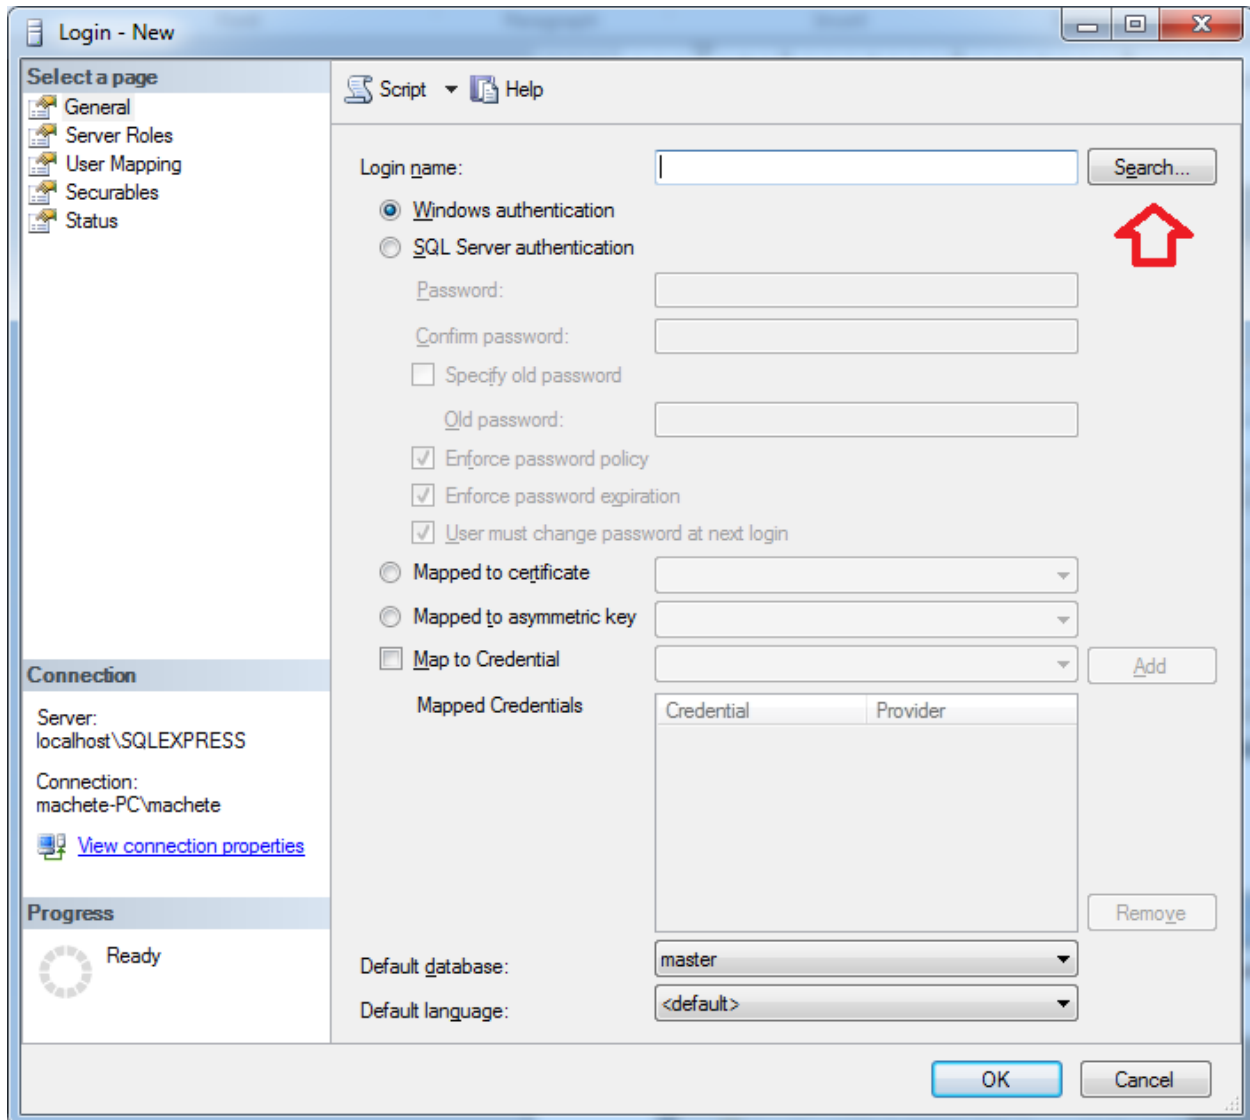 Login - New
Select a page
General
Server Roles
User Mapping
Securables
Status
Script
Help
Login name:
Search...
Windows authentication
SQL Server authentication
Password:
Confirm password:
Specify old password
Old password:
Enforce password policy
Enforce password expiration
User must change password at next login
Mapped to certificate
Mapped to asymmetric key
Map to Credential
Add
Mapped Credentials
Credential Provider
Remove
Default database: master
Default language: <default>
Connection
Server:
localhost\SQLEXPRESS
Connection:
machete-PC\machete
View connection properties
Progress
Ready
OK
Cancel